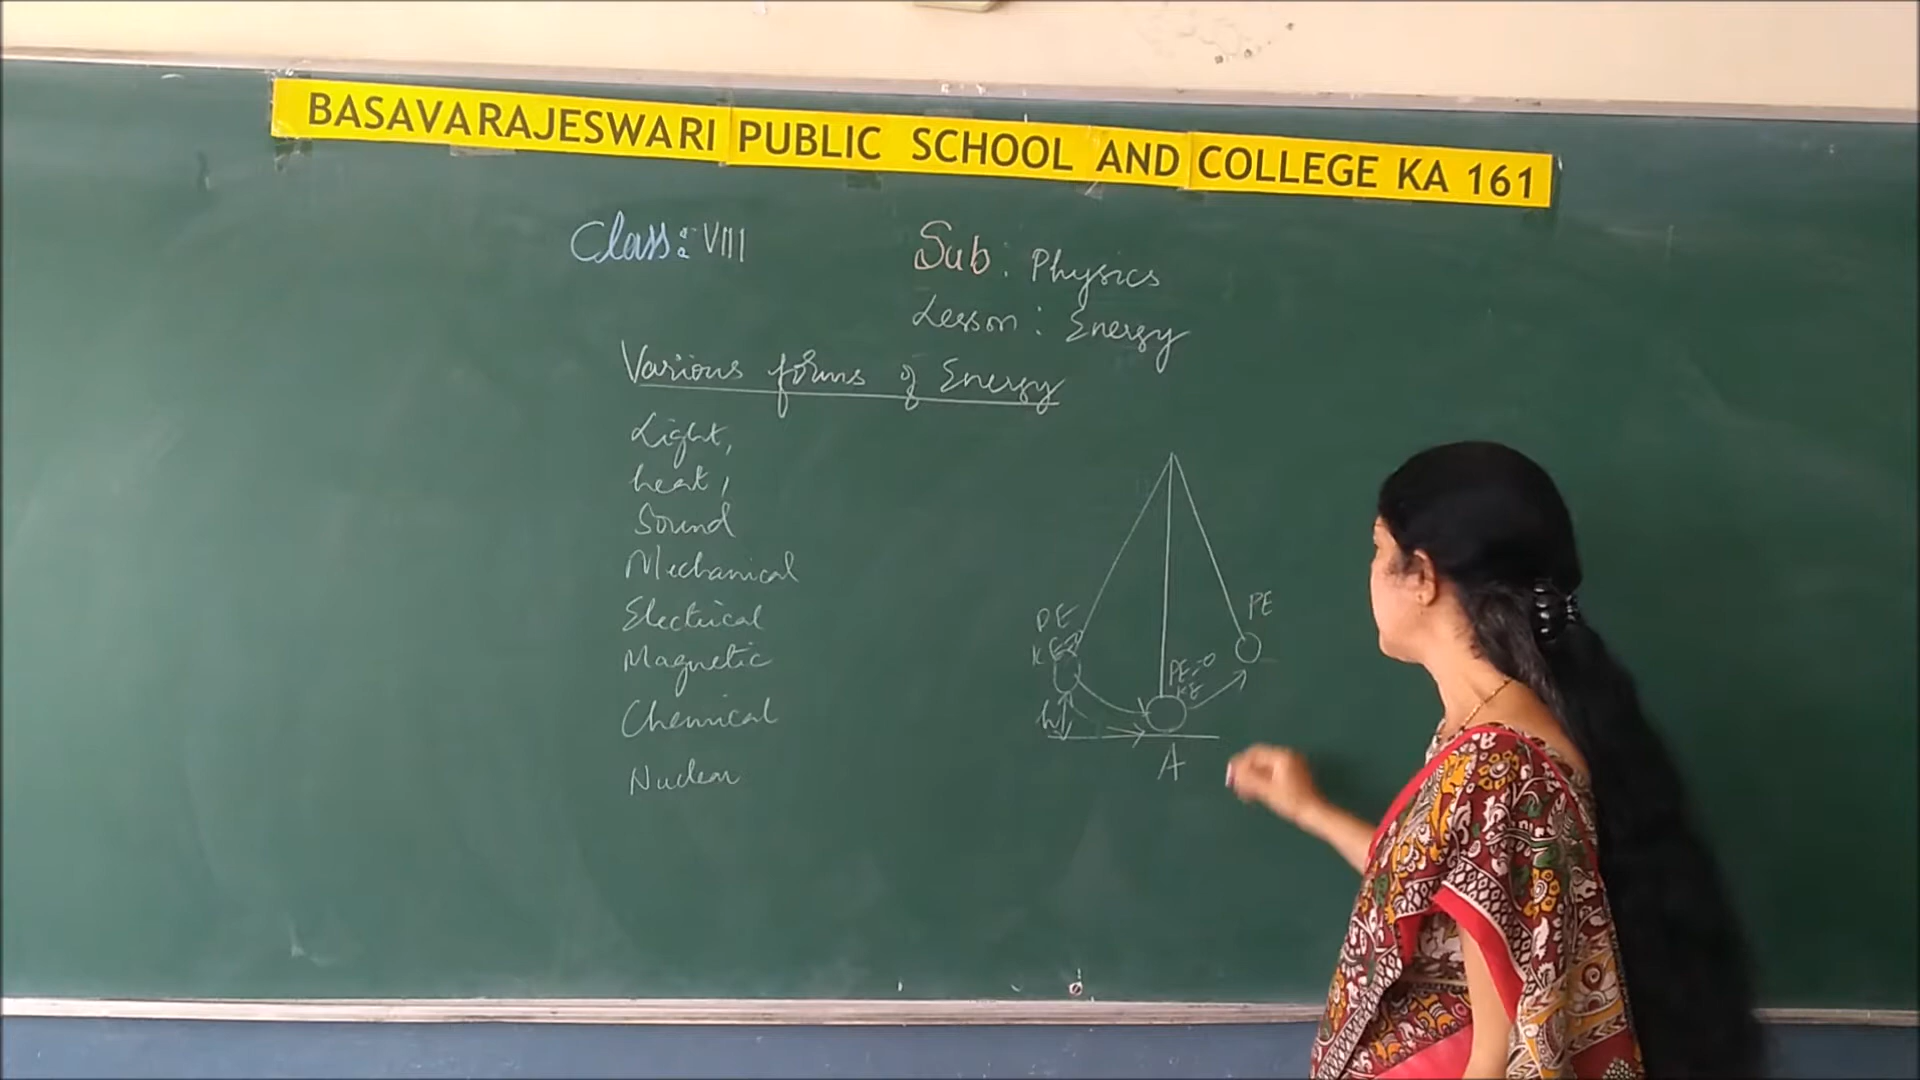 BASAVARAJESWARI PUBLIC SCHOOL AND COLLEGE KA 161
Class: VIII
Sub: Physics
Lesson: Energy
Various forms of Energy
Light,
heat,
Sound
Mechanical
Electrical
Magnetic
Chemical
Nuclear
PE
PE
KE=0
PE=0
KE
h
A